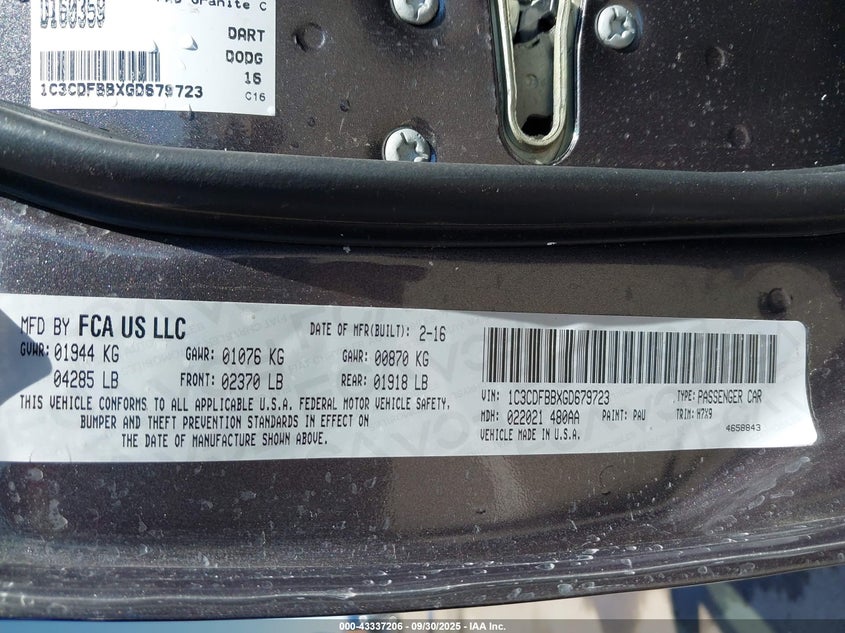 Granite C
D160359
DART
DODG
16
1C3CDFBBXGD679723
C16
MFD BY FCA US LLC
DATE OF MFR(BUILT): 2-16
GVWR: 01944 KG GAWR: 01076 KG GAWR: 00870 KG
04285 LB FRONT: 02370 LB REAR: 01918 LB
THIS VEHICLE CONFORMS TO ALL APPLICABLE U.S.A. FEDERAL MOTOR VEHICLE SAFETY,
BUMPER AND THEFT PREVENTION STANDARDS IN EFFECT ON
THE DATE OF MANUFACTURE SHOWN ABOVE.
VIN: 1C3CDFBBXGD679723 TYPE: PASSENGER CAR
MDH: 022021 480AA PAINT: PAU TRIM: H7X9
VEHICLE MADE IN U.S.A. 4658843
000-43337206 - 09/30/2025 - IAA Inc.